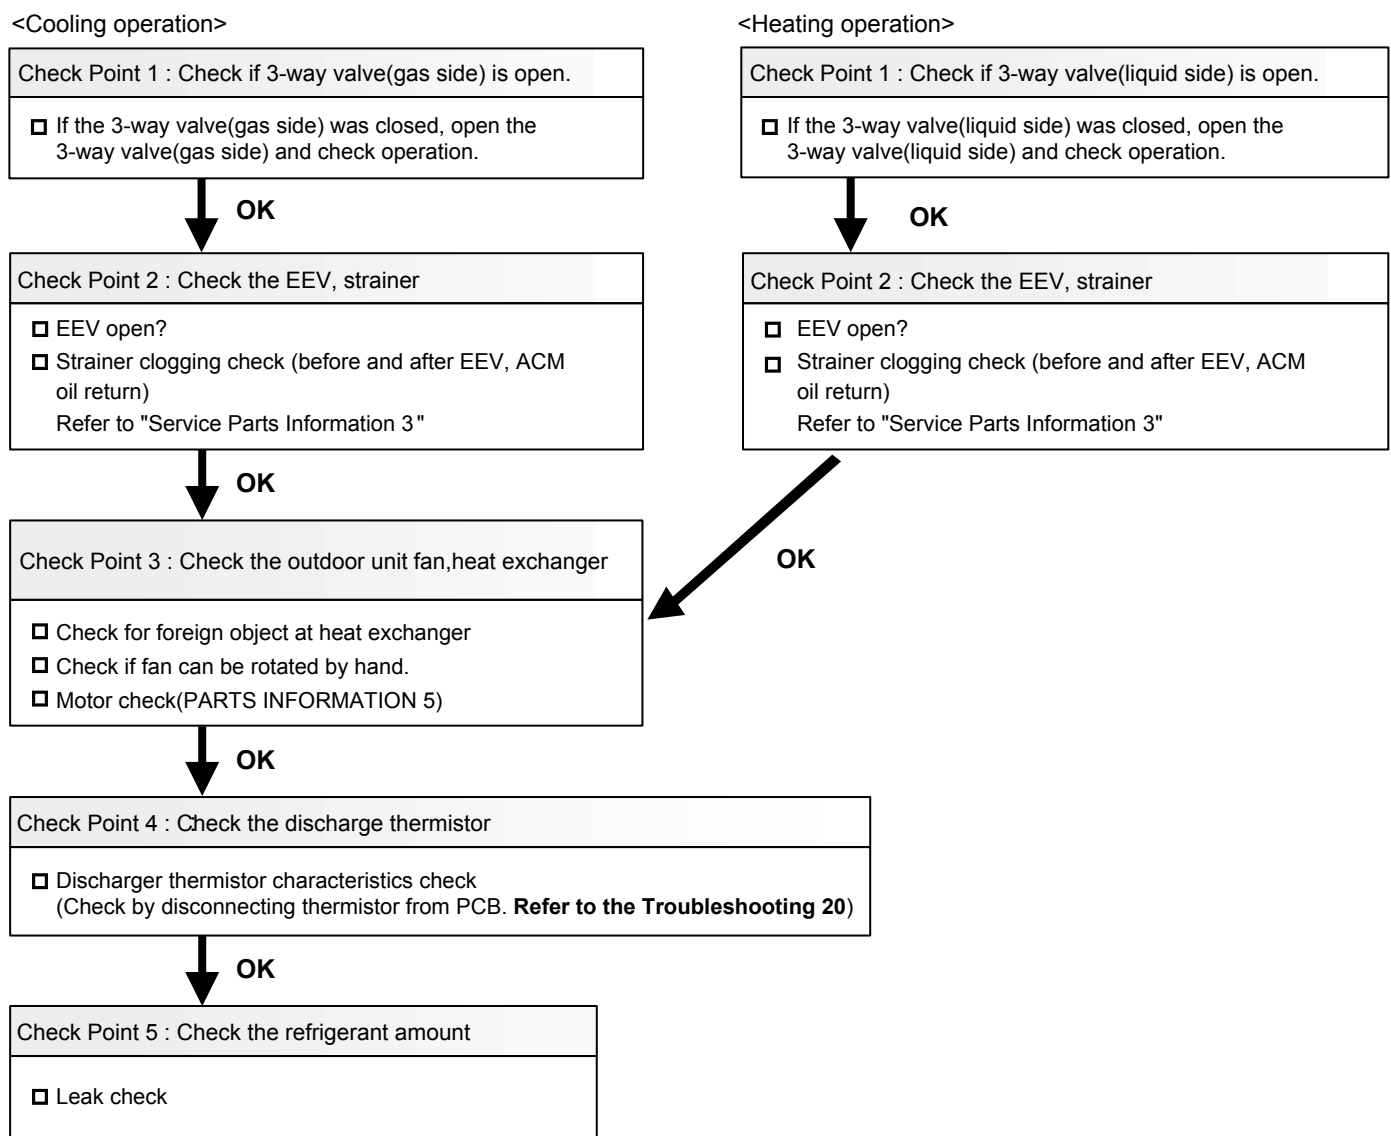 <Cooling operation>
Check Point 1 : Check if 3-way valve(gas side) is open.
If the 3-way valve(gas side) was closed, open the
3-way valve(gas side) and check operation.
OK
Check Point 2 : Check the EEV, strainer
EEV open?
Strainer clogging check (before and after EEV, ACM
oil return)
Refer to "Service Parts Information 3"
OK
<Heating operation>
Check Point 1 : Check if 3-way valve(liquid side) is open.
If the 3-way valve(liquid side) was closed, open the
3-way valve(liquid side) and check operation.
OK
Check Point 2 : Check the EEV, strainer
EEV open?
Strainer clogging check (before and after EEV, ACM
oil return)
Refer to "Service Parts Information 3"
OK
Check Point 3 : Check the outdoor unit fan,heat exchanger
Check for foreign object at heat exchanger
Check if fan can be rotated by hand.
Motor check(PARTS INFORMATION 5)
OK
Check Point 4 : Check the discharge thermistor
Discharger thermistor characteristics check
(Check by disconnecting thermistor from PCB. Refer to the Troubleshooting 20)
OK
Check Point 5 : Check the refrigerant amount
Leak check